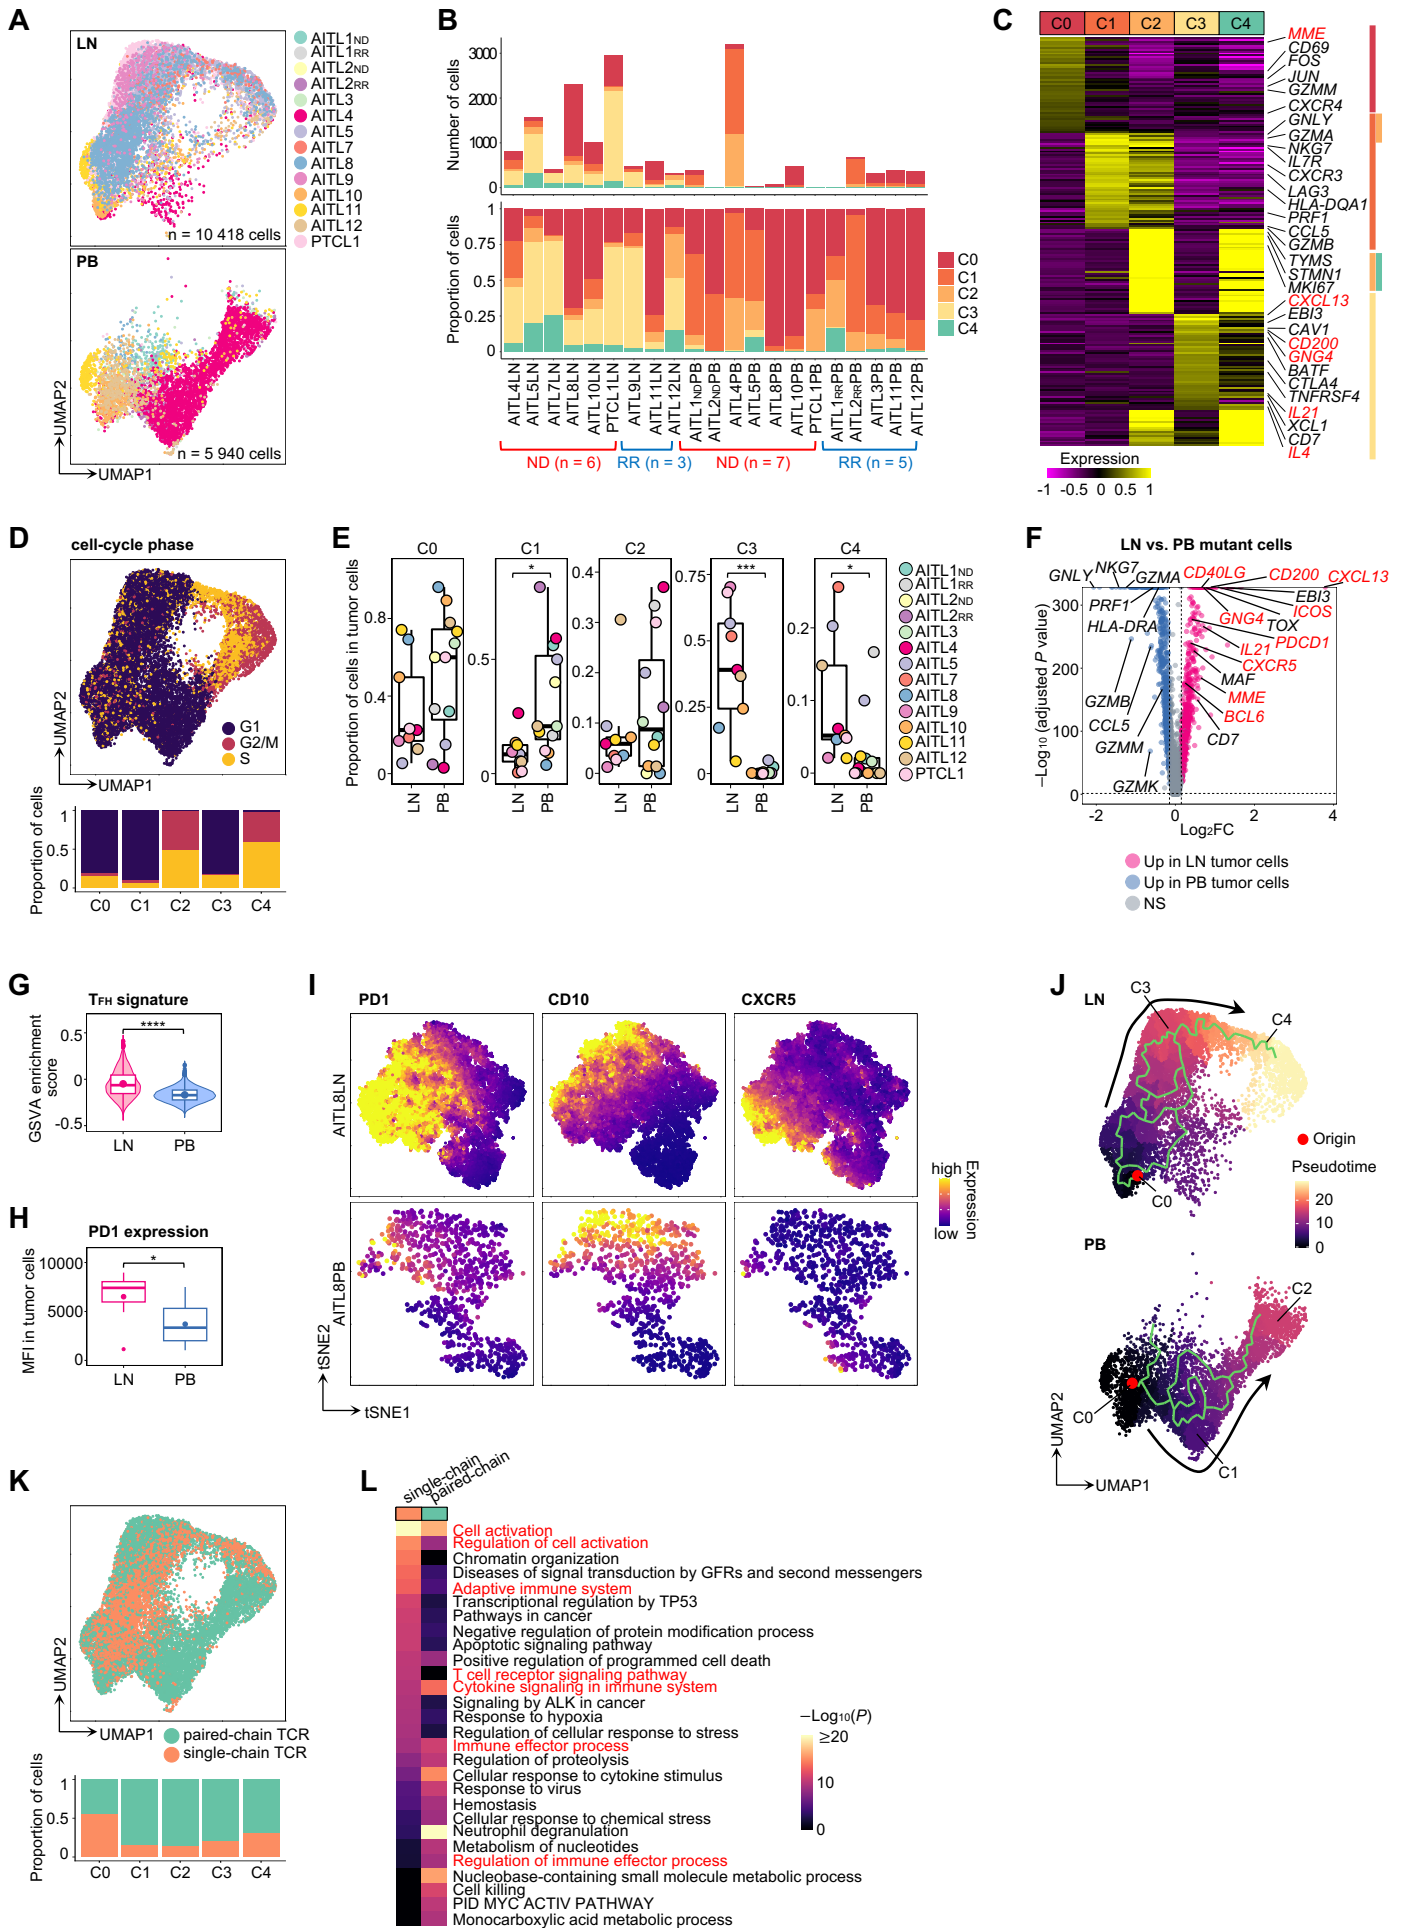 A
LN
n = 10 418 cells
PB
n = 5 940 cells
UMAP2
UMAP1
AITL1ND
AITL1RR
AITL2ND
AITL2RR
AITL3
AITL4
AITL5
AITL7
AITL8
AITL9
AITL10
AITL11
AITL12
PTCL1
B
Number of cells
3000
2000
1000
0
Proportion of cells
1
0.75
0.5
0.25
0
C0
C1
C2
C3
C4
AITL4LN
AITL5LN
AITL7LN
AITL8LN
AITL10LN
PTCL1LN
AITL9LN
AITL11LN
AITL12LN
AITL1NDPB
AITL2NDPB
AITL4PB
AITL5PB
AITL8PB
AITL10PB
PTCL1PB
AITL1RRPB
AITL2RRPB
AITL3PB
AITL11PB
AITL12PB
ND (n = 6)
RR (n = 3)
ND (n = 7)
RR (n = 5)
C
C0 C1 C2 C3 C4
MME
CD69
FOS
JUN
GZMM
CXCR4
GNLY
GZMA
NKG7
IL7R
CXCR3
LAG3
HLA-DQA1
PRF1
CCL5
GZMB
TYMS
STMN1
MKI67
CXCL13
EBI3
CAV1
CD200
GNG4
BATF
CTLA4
TNFRSF4
IL21
XCL1
CD7
IL4
Expression
-1 -0.5 0 0.5 1
D
cell-cycle phase
G1
G2/M
S
UMAP2
UMAP1
Proportion of cells
1
0.5
0
C0 C1 C2 C3 C4
E
Proportion of cells in tumor cells
C0
0.8
0.4
0
LN PB
C1
*
0.5
0
LN PB
C2
0.4
0.3
0.2
0.1
0
LN PB
C3
***
0.75
0.5
0.25
0
LN PB
C4
*
0.2
0.1
0
LN PB
AITL1ND
AITL1RR
AITL2ND
AITL2RR
AITL3
AITL4
AITL5
AITL7
AITL8
AITL9
AITL10
AITL11
AITL12
PTCL1
F
LN vs. PB mutant cells
−Log10 (adjusted P value)
300
200
100
0
-2 0 2 4
Log2FC
GNLY
NKG7
GZMA
PRF1
HLA-DRA
GZMB
CCL5
GZMM
GZMK
CD40LG
CD200
CXCL13
EBI3
ICOS
GNG4
TOX
PDCD1
IL21
CXCR5
MAF
MME
BCL6
CD7
Up in LN tumor cells
Up in PB tumor cells
NS
G
TFH signature
****
GSVA enrichment
score
0.5
0
-0.5
LN PB
H
PD1 expression
*
MFI in tumor cells
10000
5000
0
LN PB
I
PD1
CD10
CXCR5
AITL8LN
AITL8PB
tSNE2
tSNE1
Expression
high
low
J
LN
C3
C4
C0
Origin
Pseudotime
20
10
0
PB
C2
C0
C1
UMAP2
UMAP1
K
UMAP2
UMAP1
paired-chain TCR
single-chain TCR
Proportion of cells
1
0.5
0
C0 C1 C2 C3 C4
L
single-chain
paired-chain
Cell activation
Regulation of cell activation
Chromatin organization
Diseases of signal transduction by GFRs and second messengers
Adaptive immune system
Transcriptional regulation by TP53
Pathways in cancer
Negative regulation of protein modification process
Apoptotic signaling pathway
Positive regulation of programmed cell death
T cell receptor signaling pathway
Cytokine signaling in immune system
Signaling by ALK in cancer
Response to hypoxia
Regulation of cellular response to stress
Immune effector process
Regulation of proteolysis
Cellular response to cytokine stimulus
Response to virus
Hemostasis
Cellular response to chemical stress
Neutrophil degranulation
Metabolism of nucleotides
Regulation of immune effector process
Nucleobase-containing small molecule metabolic process
Cell killing
PID MYC ACTIV PATHWAY
Monocarboxylic acid metabolic process
−Log10(P)
≥20
10
0